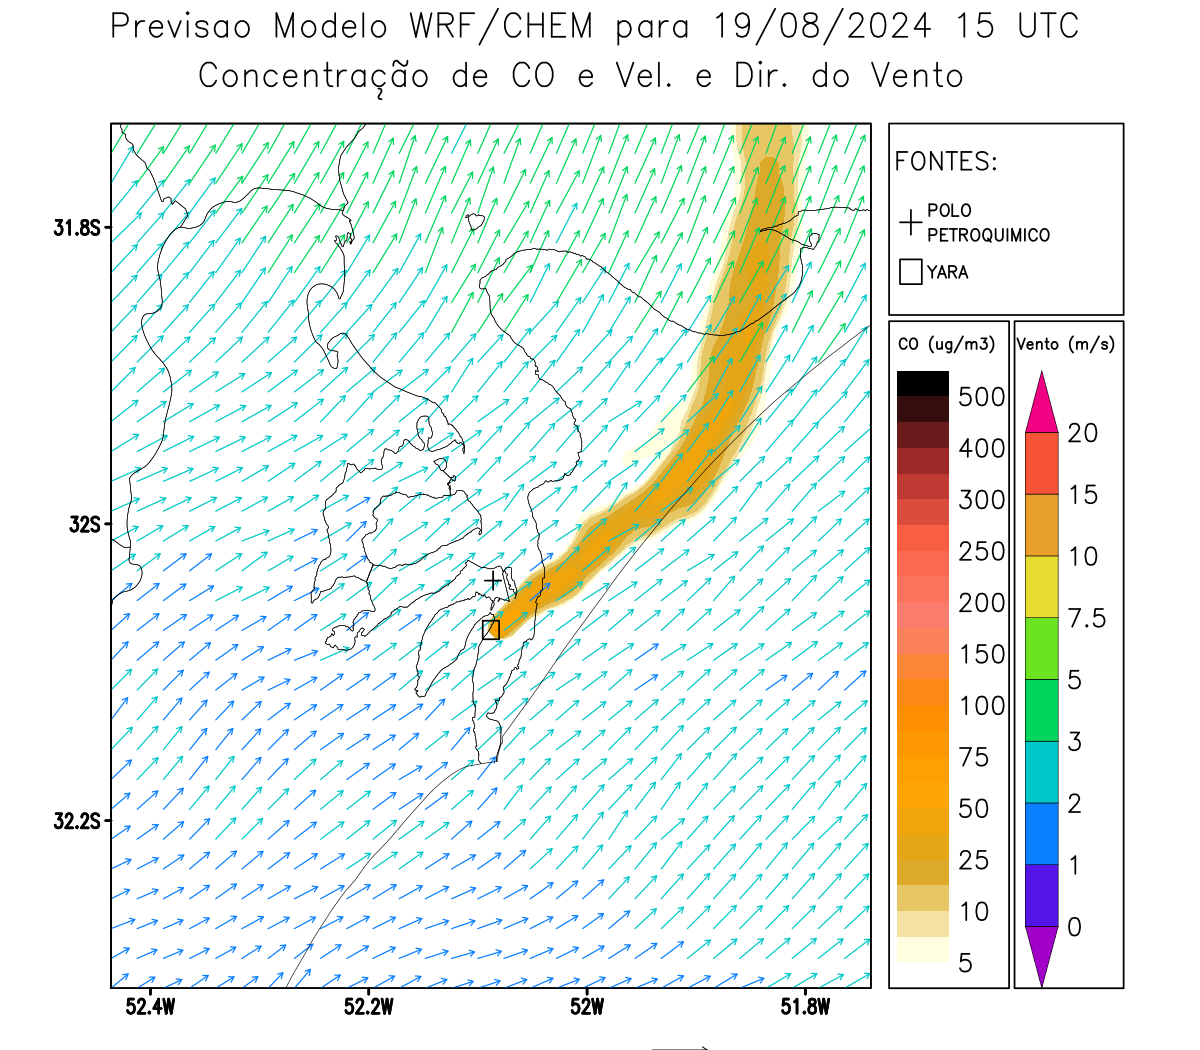 Previsao Modelo WRF/CHEM para 19/08/2024 15 UTC
Concentração de CO e Vel. e Dir. do Vento
FONTES:
POLO
PETROQUIMICO
YARA
CO (ug/m3)
500
400
300
250
200
150
100
75
50
25
10
5
Vento (m/s)
20
15
10
7.5
5
3
2
1
0
31.8S
32S
32.2S
52.4W
52.2W
52W
51.8W